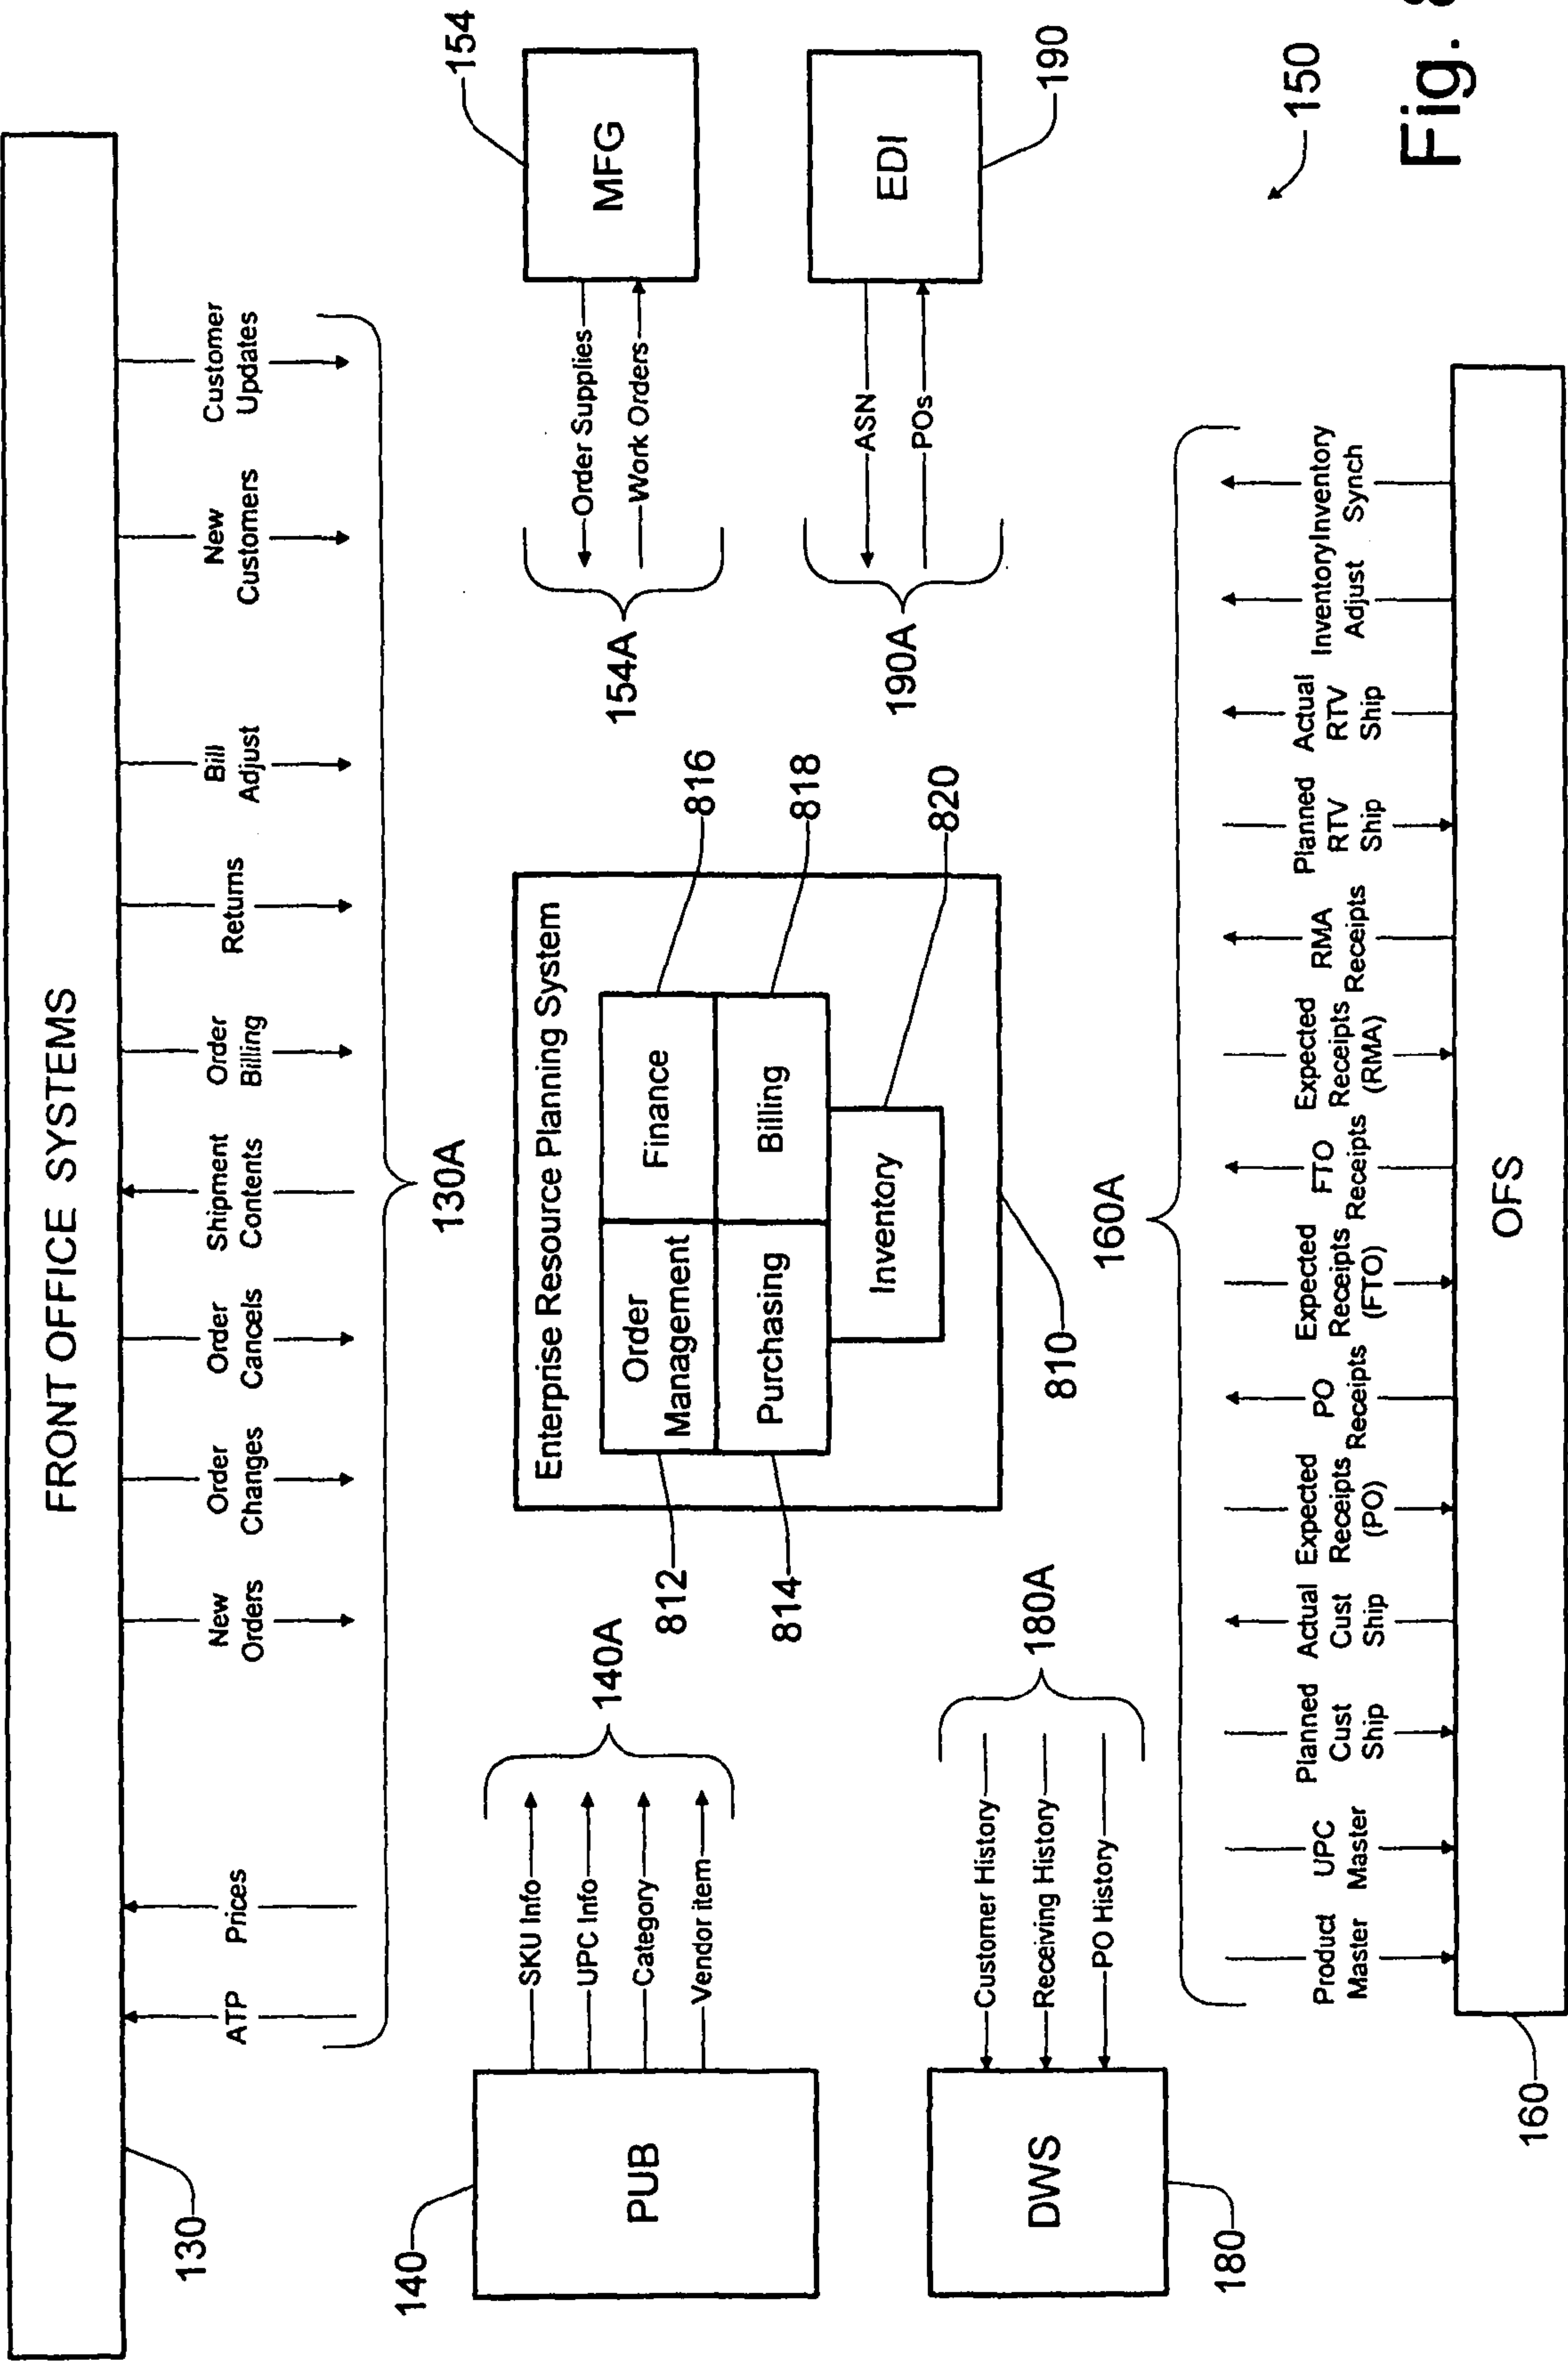 FRONT OFFICE SYSTEMS
130
ATP
Prices
New
Orders
Order
Changes
Order
Cancels
Shipment
Contents
Order
Billing
Returns
Bill
Adjust
New
Customers
Customer
Updates
130A
140
PUB
SKU Info
UPC Info
Category
Vendor item
140A
Enterprise Resource Planning System
Order
Management
Finance
Purchasing
Billing
Inventory
812
814
816
818
820
810
154
MFG
Order Supplies
Work Orders
154A
EDI
190
ASN
POs
190A
DWS
180
Customer History
Receiving History
PO History
180A
160A
Product
Master
UPC
Master
Planned
Cust
Ship
Actual
Cust
Ship
Expected
Receipts
(PO)
PO
Receipts
Expected
Receipts
(FTO)
FTO
Receipts
Expected
Receipts
(RMA)
RMA
Receipts
Planned
RTV
Ship
Actual
RTV
Ship
Inventory
Adjust
Inventory
Synch
OFS
160
150
Fig. 8